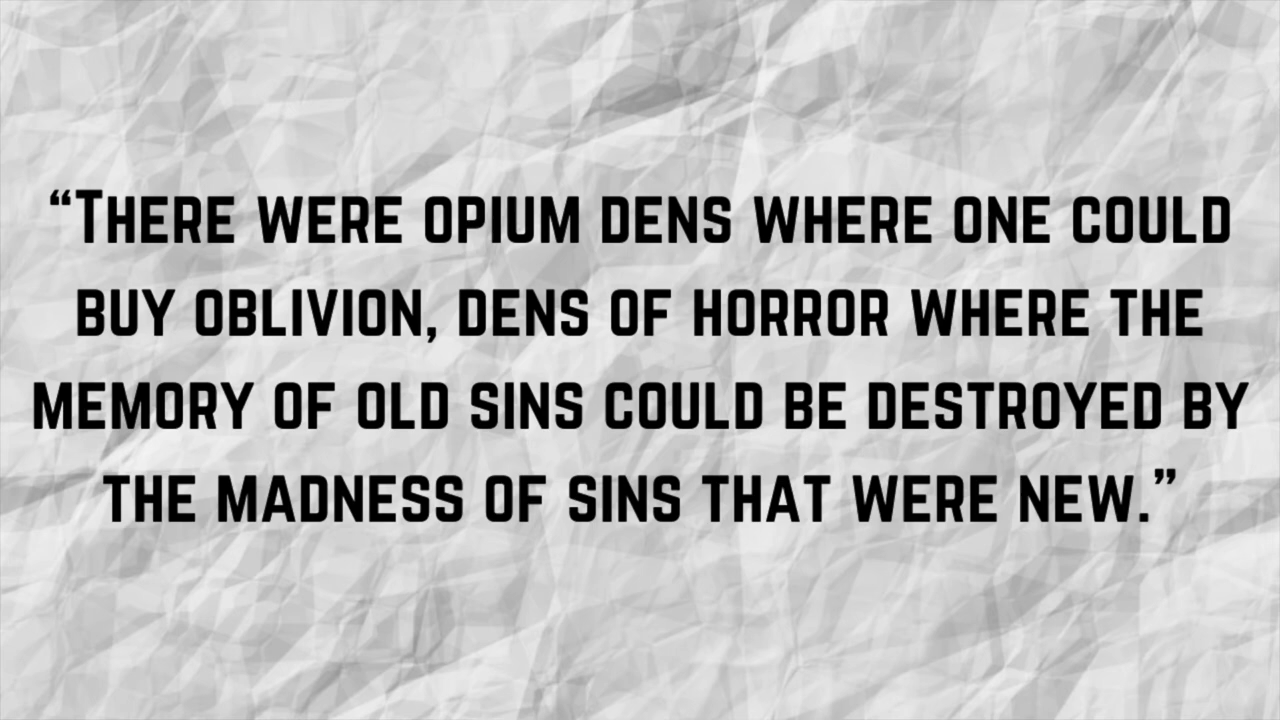 “There were opium dens where one could
buy oblivion, dens of horror where the
memory of old sins could be destroyed by
the madness of sins that were new.”